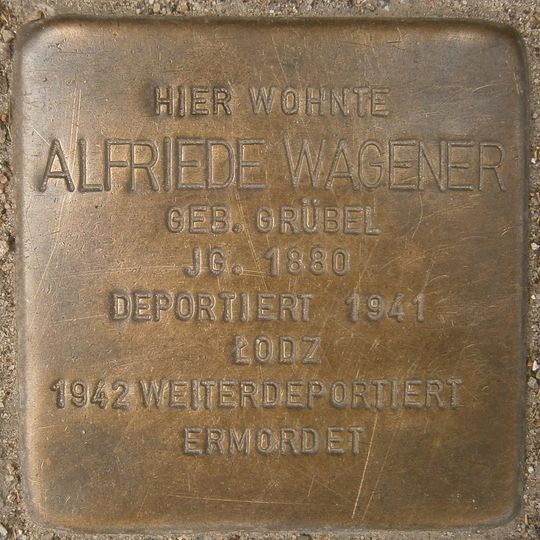 HIER WOHNTE
ALFRIEDE WAGENER
GEB. GRÜBEL
JG. 1880
DEPORTIERT 1941
ŁODZ
1942 WEITERDEPORTIERT
ERMORDET